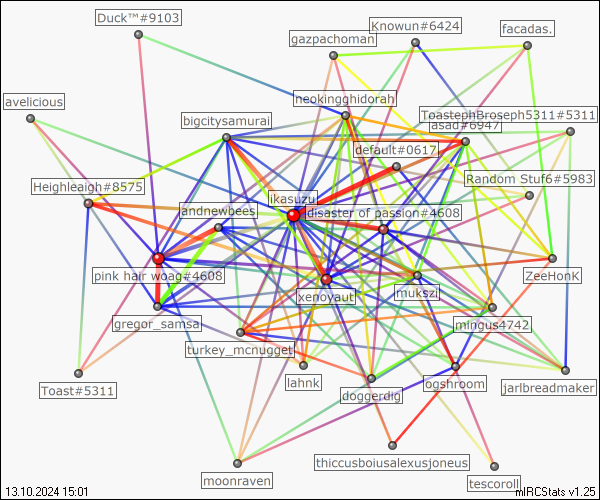 Duck™#9103
Knowun#6424
facadas.
gazpachoman
avelicious
neokingghidorah
ToastephBroseph5311#5311
bigcitysamurai
asad#6947
default#0617
Random Stuf6#5983
Heighleaigh#8575
ikasuzu
andnewbees
disaster of passion#4608
pink hair woag#4608
ZeeHonK
xenoyaut
mukszi
gregor_samsa
mingus4742
turkey_mcnugget
lahnk
Toast#5311
doggerdig
ogshroom
jarlbreadmaker
thiccusboiusalexusjoneus
moonraven
tescoroll
13.10.2024 15:01
mIRCStats v1.25